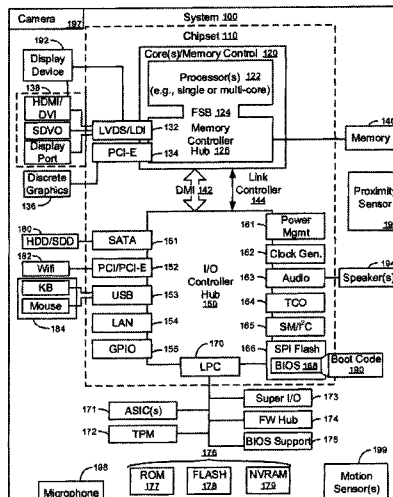 Camera
197
System 100
Chipset 110
192
Display
Device
Core(s)/Memory Control 120
Processor(s) 122
(e.g., single or multi-core)
138
HDMI/
DVI
SDVO
Display
Port
LVDS/LDI
132
FSB 124
Memory
Controller
Hub 126
Memory
PCI-E
134
Discrete
Graphics
136
DMI 142
Link
Controller
144
Proximity
Sensor
180
HDD/SDD
SATA
151
161
Power
Mgmt
182
Wifi
PCI/PCI-E
152
162
Clock Gen.
194
KB
Mouse
184
USB
153
I/O
Controller
Hub
150
163
Audio
Speaker(s)
164
TCO
LAN
154
165
SM/I²C
GPIO
155
170
166
SPI Flash
BIOS 168
Boot Code
190
LPC
171
ASIC(s)
Super I/O
173
172
TPM
FW Hub
174
BIOS Support
175
176
198
Microphone
ROM
177
FLASH
178
NVRAM
179
199
Motion
Sensor(s)